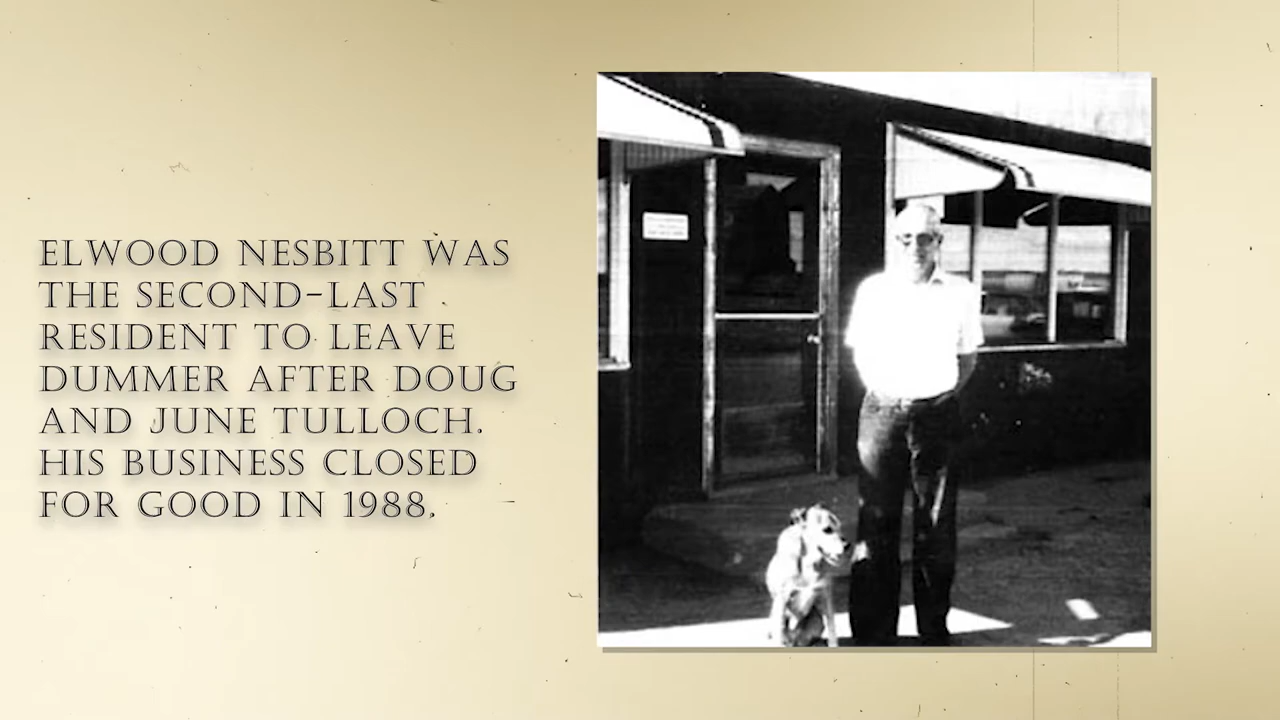 ELWOOD NESBITT WAS
THE SECOND-LAST
RESIDENT TO LEAVE
DUMMER AFTER DOUG
AND JUNE TULLOCH.
HIS BUSINESS CLOSED
FOR GOOD IN 1988.